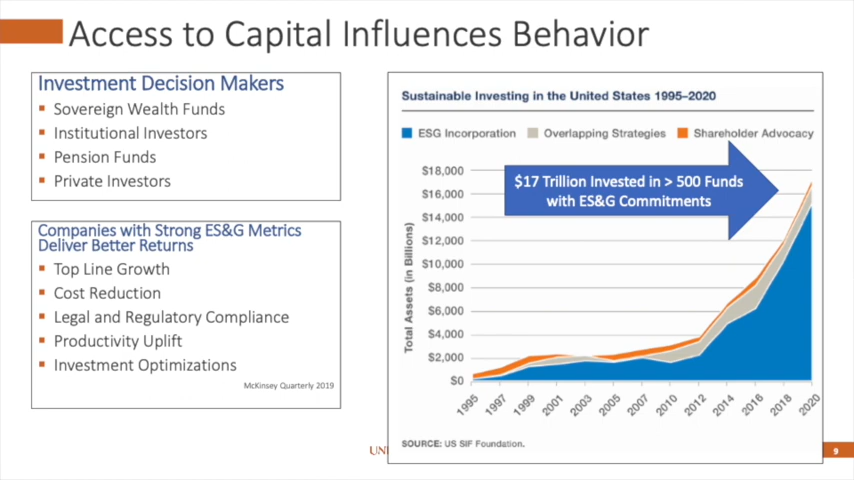 Access to Capital Influences Behavior
Investment Decision Makers
▪ Sovereign Wealth Funds
▪ Institutional Investors
▪ Pension Funds
▪ Private Investors
Companies with Strong ES&G Metrics
Deliver Better Returns
▪ Top Line Growth
▪ Cost Reduction
▪ Legal and Regulatory Compliance
▪ Productivity Uplift
▪ Investment Optimizations
McKinsey Quarterly 2019
Sustainable Investing in the United States 1995–2020
ESG Incorporation Overlapping Strategies Shareholder Advocacy
$17 Trillion Invested in > 500 Funds
with ES&G Commitments
Total Assets (in Billions)
$18,000
$16,000
$14,000
$12,000
$10,000
$8,000
$6,000
$4,000
$2,000
$0
1995 1997 1999 2001 2003 2005 2007 2010 2012 2014 2016 2018 2020
SOURCE: US SIF Foundation.
9